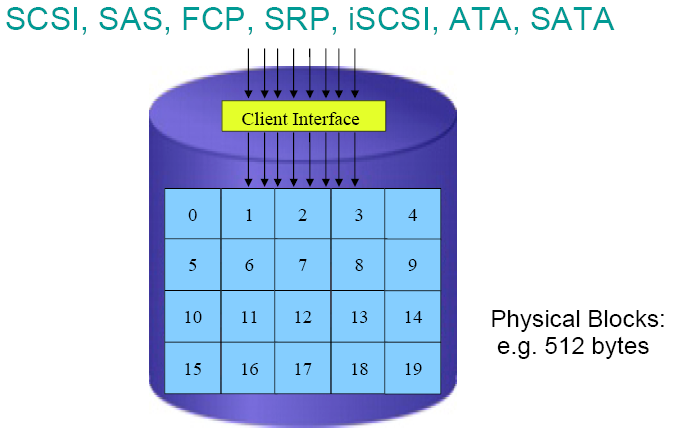 SCSI, SAS, FCP, SRP, iSCSI, ATA, SATA
Client Interface
0 1 2 3 4
5 6 7 8 9
10 11 12 13 14
15 16 17 18 19
Physical Blocks:
e.g. 512 bytes